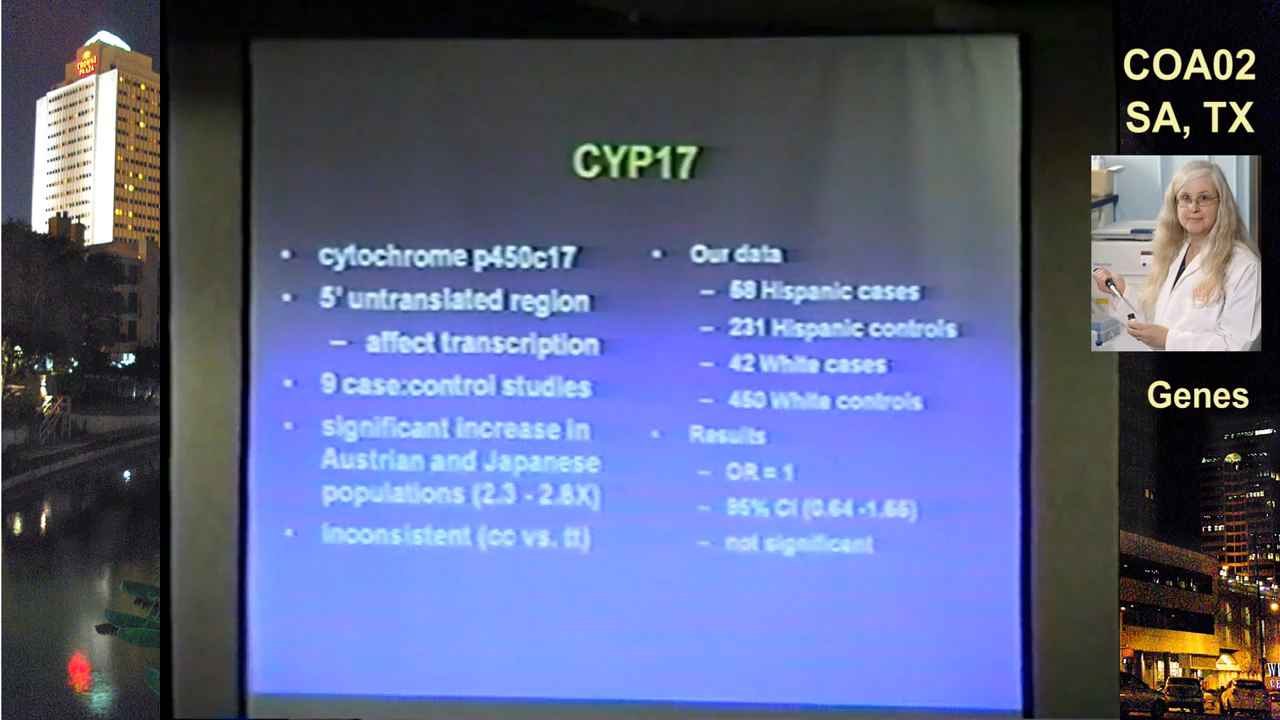 CROWNE
PLAZA
CYP17
• cytochrome p450c17
• 5' untranslated region
– affect transcription
• 9 case:control studies
• significant increase in
Austrian and Japanese
populations (2.3 - 2.8X)
• inconsistent (cc vs. tt)
• Our data
– 58 Hispanic cases
– 231 Hispanic controls
– 42 White cases
– 450 White controls
• Results
– OR = 1
– 95% CI (0.64 -1.55)
– not significant
COA02
SA, TX
Genes